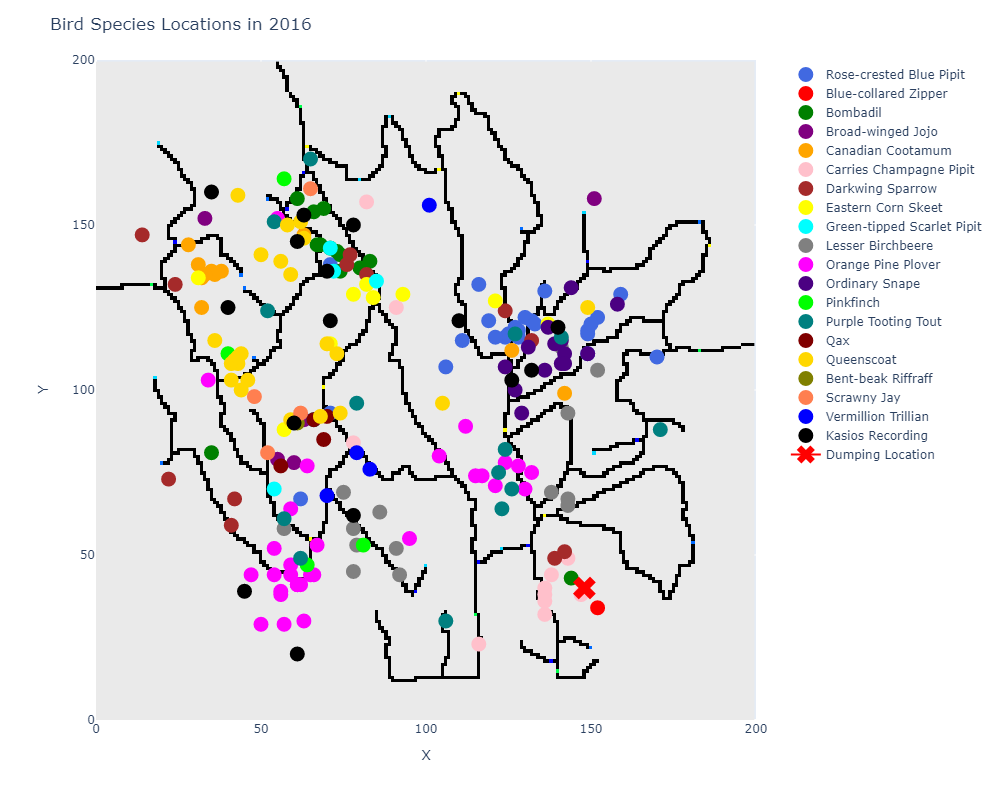 Bird Species Locations in 2016
200
150
100
50
0
0
50
100
150
200
X
Y
Rose-crested Blue Pipit
Blue-collared Zipper
Bombadil
Broad-winged Jojo
Canadian Cootamum
Carries Champagne Pipit
Darkwing Sparrow
Eastern Corn Skeet
Green-tipped Scarlet Pipit
Lesser Birchbeere
Orange Pine Plover
Ordinary Snape
Pinkfinch
Purple Tooting Tout
Qax
Queenscoat
Bent-beak Riffraff
Scrawny Jay
Vermillion Trillian
Kasios Recording
Dumping Location